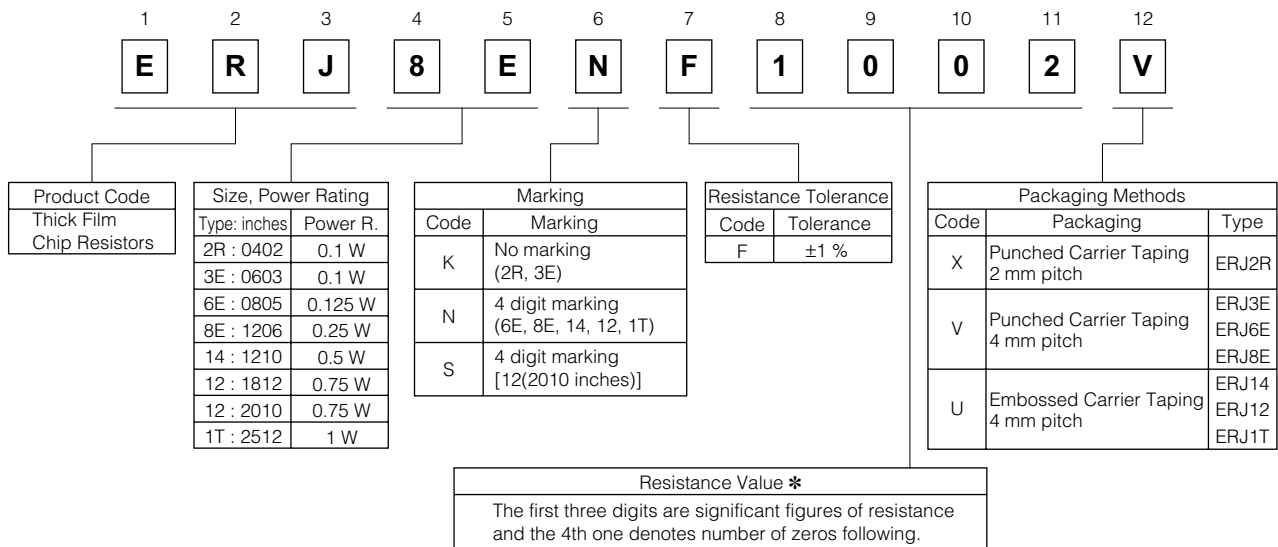 1 2 3 4 5 6 7 8 9 10 11 12
E R J 8 E N F 1 0 0 2 V
Product Code
Thick Film
Chip Resistors
Size, Power Rating
Type: inches Power R.
2R : 0402 0.1 W
3E : 0603 0.1 W
6E : 0805 0.125 W
8E : 1206 0.25 W
14 : 1210 0.5 W
12 : 1812 0.75 W
12 : 2010 0.75 W
1T : 2512 1 W
Marking
Code Marking
K No marking
(2R, 3E)
N 4 digit marking
(6E, 8E, 14, 12, 1T)
S 4 digit marking
[12(2010 inches)]
Resistance Tolerance
Code Tolerance
F ±1 %
Packaging Methods
Code Packaging Type
X Punched Carrier Taping
2 mm pitch ERJ2R
V Punched Carrier Taping
4 mm pitch ERJ3E
ERJ6E
ERJ8E
U Embossed Carrier Taping
4 mm pitch ERJ14
ERJ12
ERJ1T
Resistance Value ✻
The first three digits are significant figures of resistance
and the 4th one denotes number of zeros following.